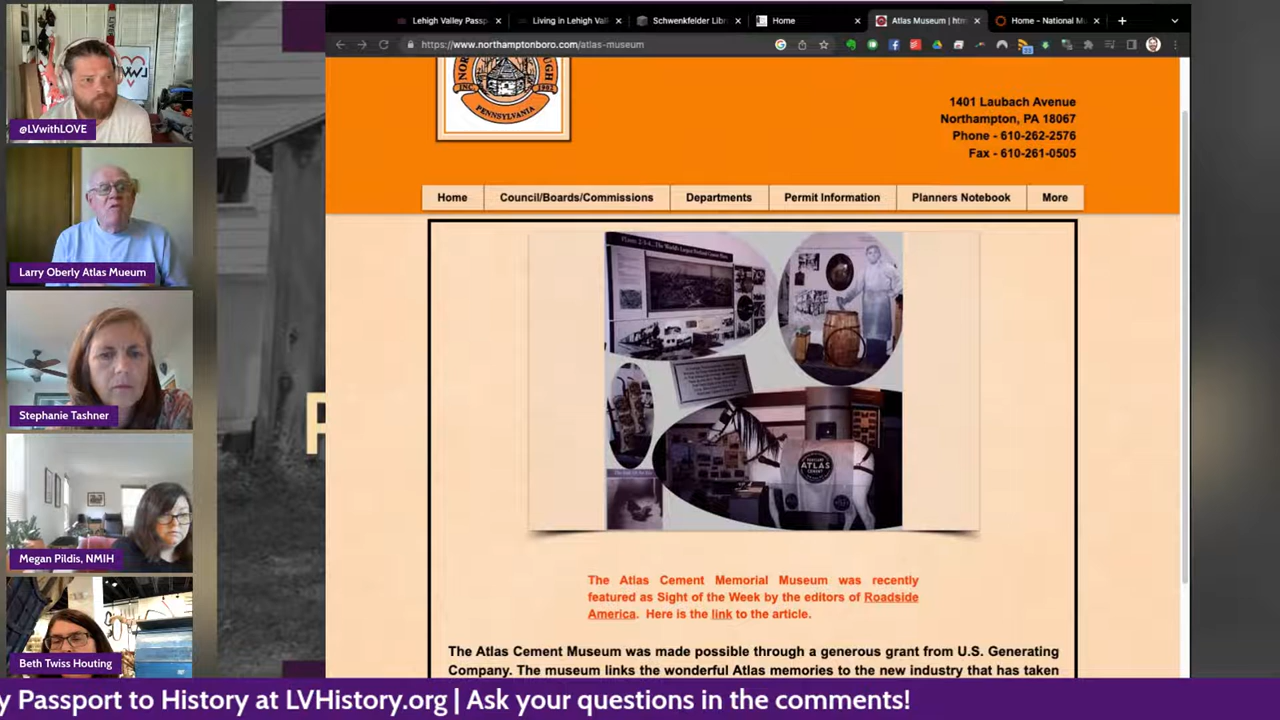 Lehigh Valley Passp
Living in Lehigh Val
Schwenkfelder Libr
Home
Atlas Museum | htm
Home - National M
https://www.northamptonboro.com/atlas-museum
PENNSYLVANIA
1401 Laubach Avenue
Northampton, PA 18067
Phone - 610-262-2576
Fax - 610-261-0505
Home
Council/Boards/Commissions
Departments
Permit Information
Planners Notebook
More
ATLAS
The Atlas Cement Memorial Museum was recently
featured as Sight of the Week by the editors of Roadside
America. Here is the link to the article.
The Atlas Cement Museum was made possible through a generous grant from U.S. Generating
Company. The museum links the wonderful Atlas memories to the new industry that has taken
@LVwithLOVE
Larry Oberly Atlas Mueum
Stephanie Tashner
Megan Pildis, NMIH
Beth Twiss Houting
y Passport to History at LVHistory.org | Ask your questions in the comments!